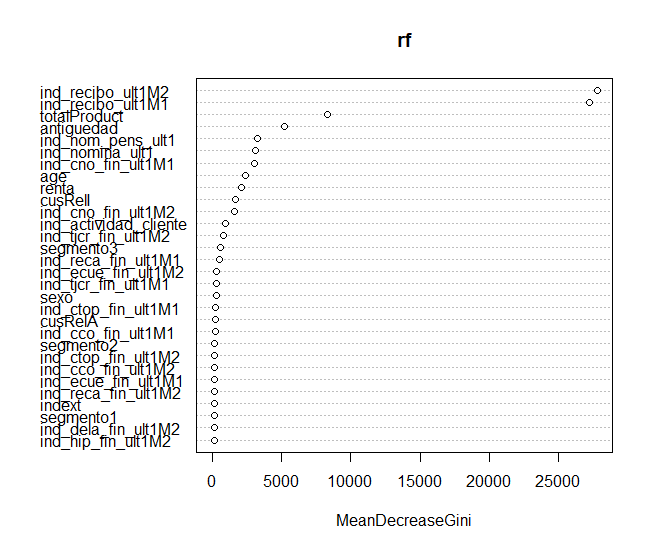 rf
ind_recibo_ult1M2
ind_recibo_ult1M1
totalProduct
antiguedad
ind_nom_pens_ult1
ind_nomina_ult1
ind_cno_fin_ult1M1
age
renta
cusRelI
ind_cno_fin_ult1M2
ind_actividad_cliente
ind_tjcr_fin_ult1M2
segmento3
ind_reca_fin_ult1M1
ind_ecue_fin_ult1M2
ind_tjcr_fin_ult1M1
sexo
ind_ctop_fin_ult1M1
cusRelA
ind_cco_fin_ult1M1
segmento2
ind_ctop_fin_ult1M2
ind_cco_fin_ult1M2
ind_ecue_fin_ult1M1
ind_reca_fin_ult1M2
indext
segmento1
ind_dela_fin_ult1M2
ind_hip_fin_ult1M2
0 5000 10000 15000 20000 25000
MeanDecreaseGini